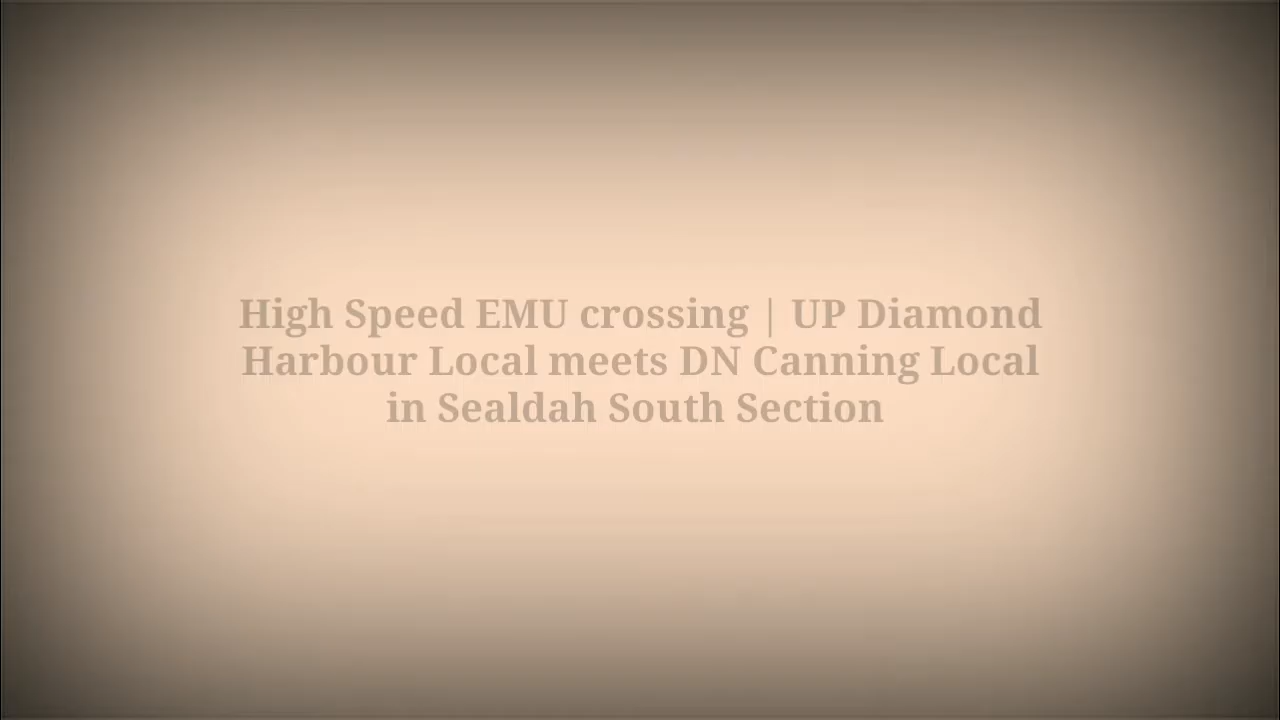 High Speed EMU crossing | UP Diamond
Harbour Local meets DN Canning Local
in Sealdah South Section